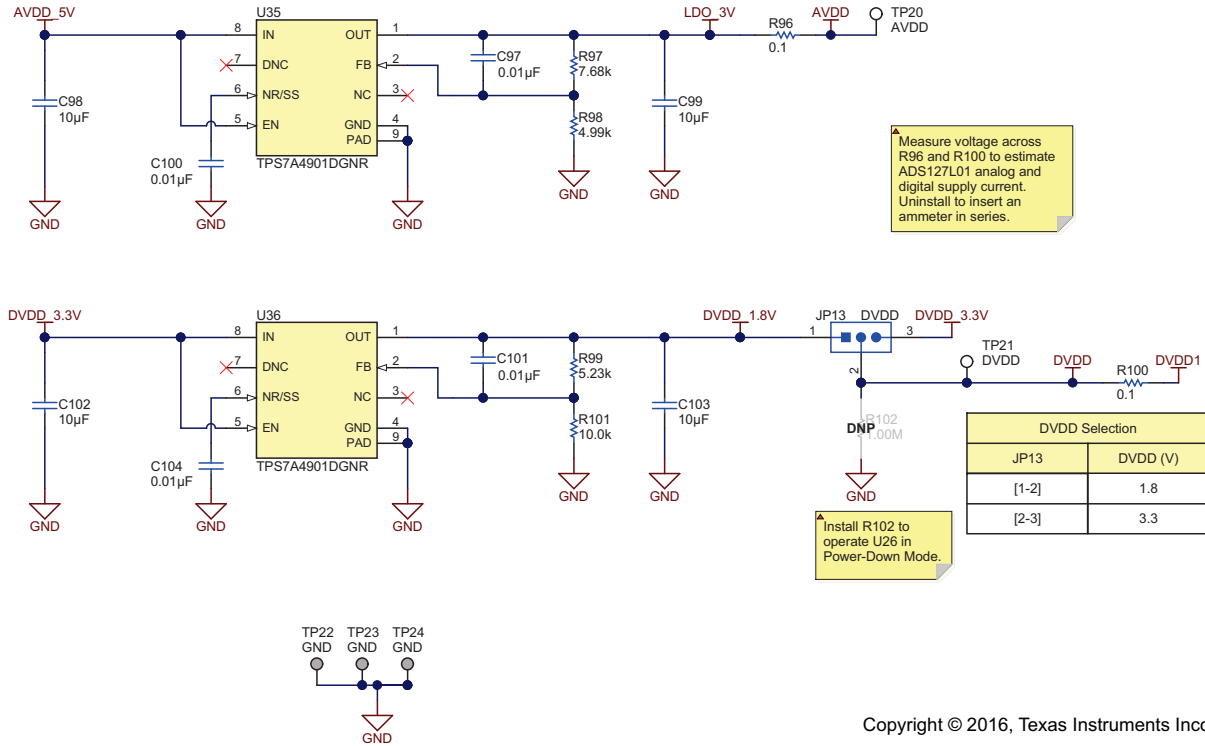 AVDD_5V
U35
LDO_3V
AVDD
TP20
AVDD
R96
0.1
8 IN OUT 1
7 DNC FB 2
6 NR/SS NC 3
5 EN GND 4
PAD 9
TPS7A4901DGNR
C98
10µF
C100
0.01µF
C97
0.01µF
R97
7.68k
R98
4.99k
C99
10µF
GND
GND
GND
GND
GND
Measure voltage across
R96 and R100 to estimate
ADS127L01 analog and
digital supply current.
Uninstall to insert an
ammeter in series.
DVDD_3.3V
U36
DVDD_1.8V
JP13 DVDD
DVDD_3.3V
1
3
2
8 IN OUT 1
7 DNC FB 2
6 NR/SS NC 3
5 EN GND 4
PAD 9
TPS7A4901DGNR
C102
10µF
C104
0.01µF
C101
0.01µF
R99
5.23k
R101
10.0k
C103
10µF
TP21
DVDD
DVDD
R100
0.1
DVDD1
R102
DNP
1.00M
GND
GND
GND
GND
GND
GND
DVDD Selection
JP13 DVDD (V)
[1-2] 1.8
[2-3] 3.3
Install R102 to
operate U26 in
Power-Down Mode.
TP22 TP23 TP24
GND GND GND
GND
Copyright © 2016, Texas Instruments Inco